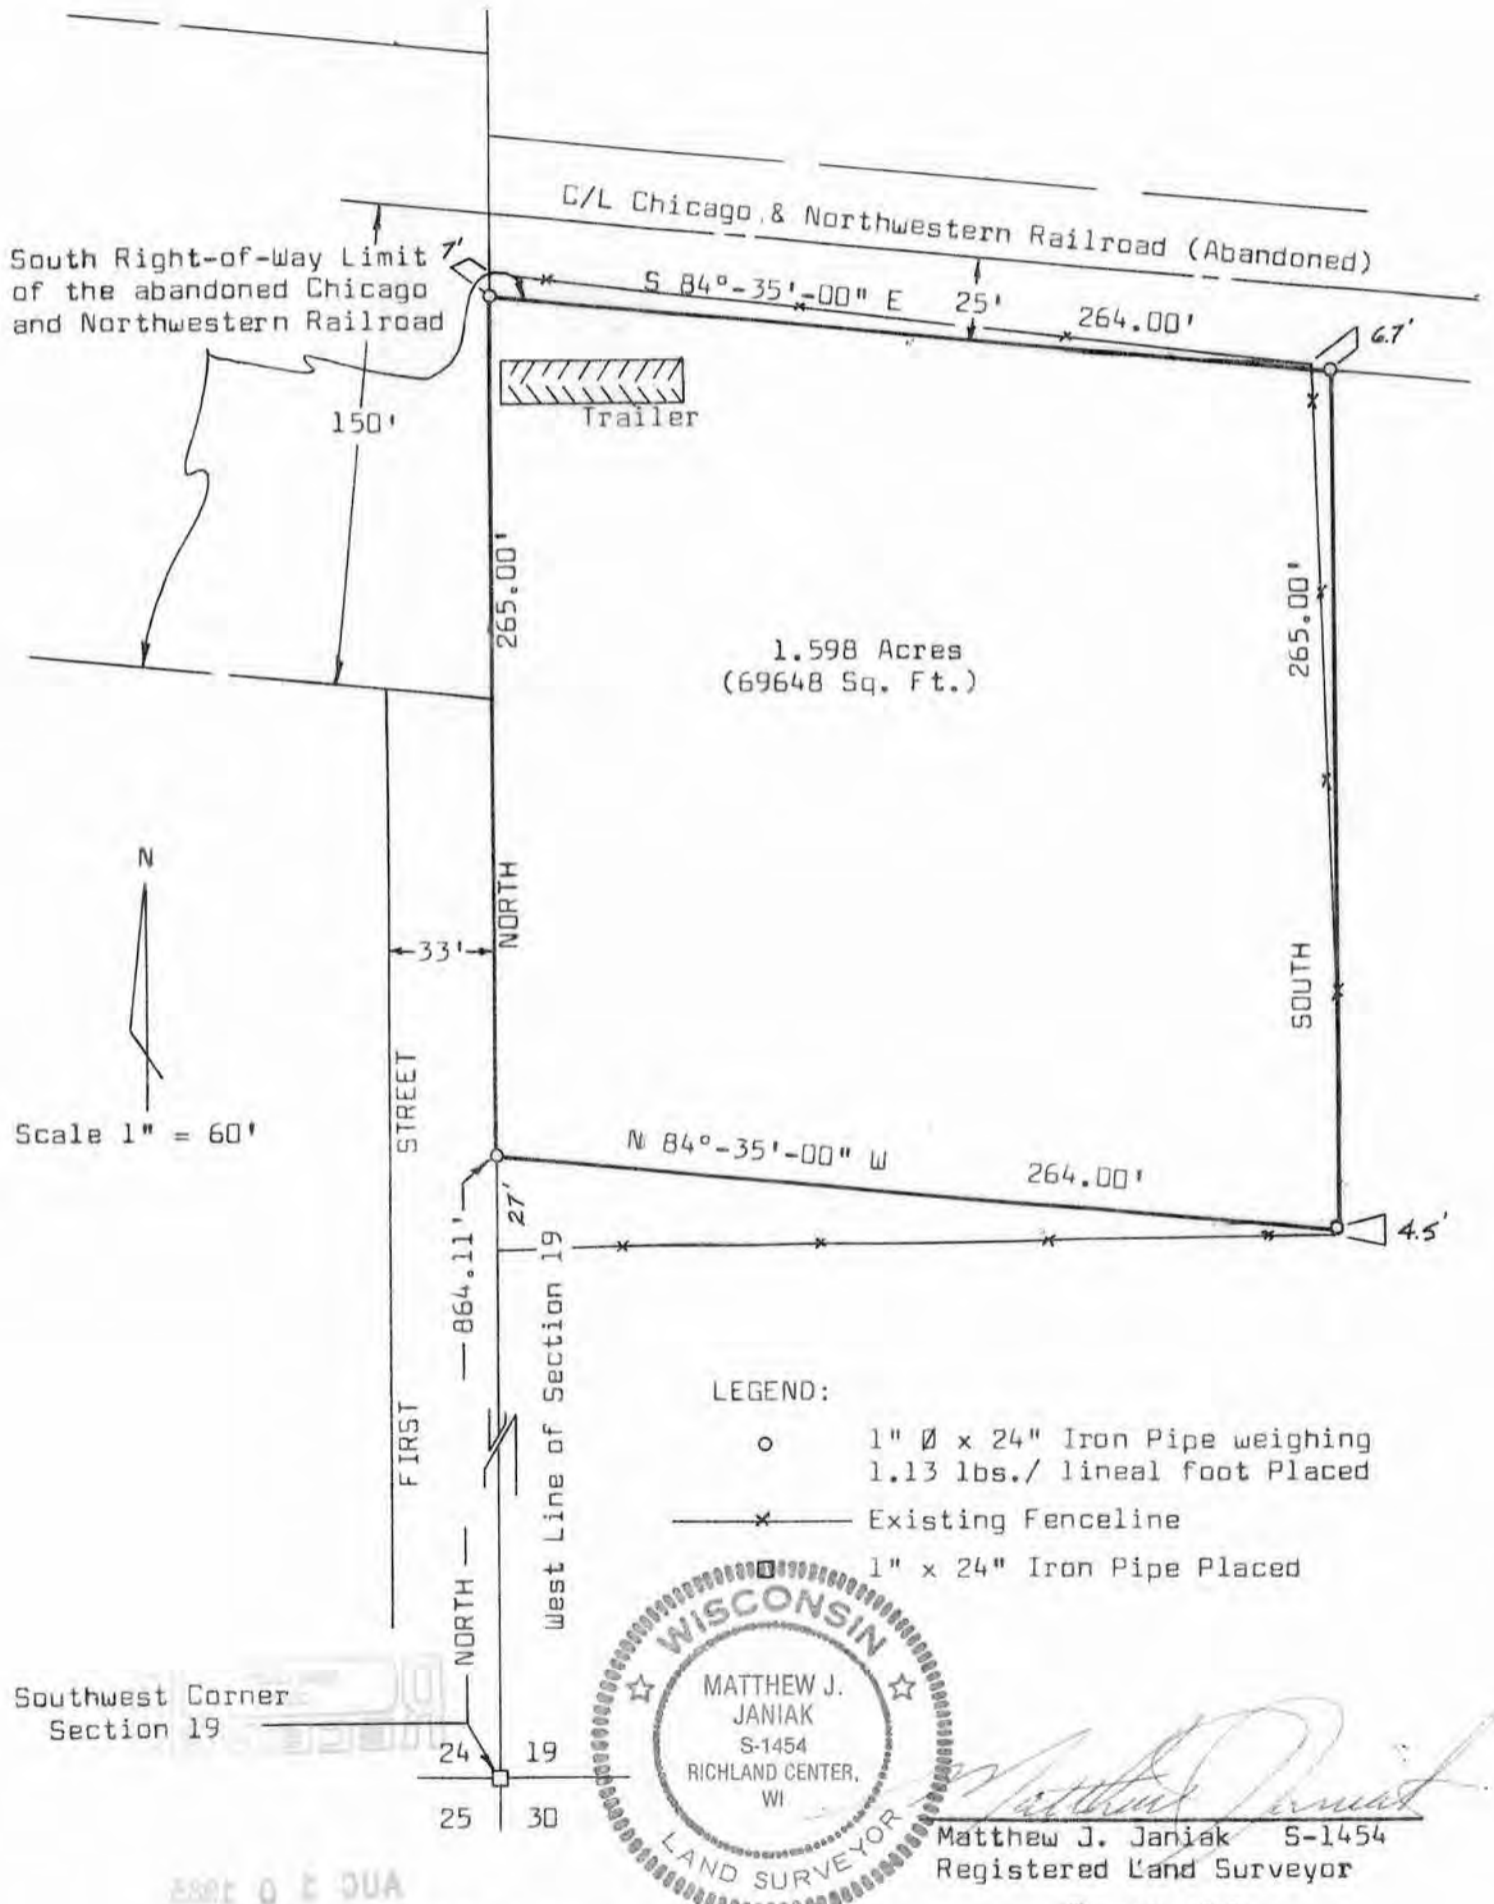 C/L Chicago & Northwestern Railroad (Abandoned)
South Right-of-Way Limit
of the abandoned Chicago
and Northwestern Railroad
7'
S 84°-35'-00" E
25'
264.00'
6.7'
150'
Trailer
265.00'
265.00'
1.598 Acres
(69648 Sq. Ft.)
N
33'
NORTH
SOUTH
Scale 1" = 60'
STREET
N 84°-35'-00" W
264.00'
27'
4.5'
864.11'
West Line of Section 19
FIRST
NORTH
LEGEND:
1" Ø x 24" Iron Pipe weighing
1.13 lbs./ lineal foot Placed
Existing Fenceline
1" x 24" Iron Pipe Placed
Southwest Corner
Section 19
24 19
25 30
WISCONSIN
MATTHEW J.
JANIAK
S-1454
RICHLAND CENTER,
WI
LAND SURVEYOR
Matthew J. Janiak
Matthew J. Janiak S-1454
Registered Land Surveyor